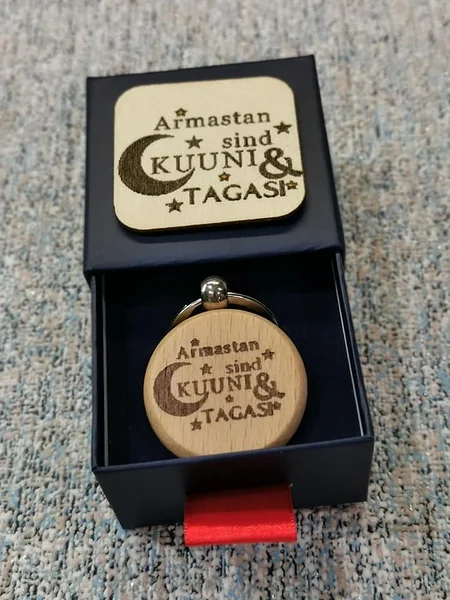 Armastan
sind
KUUNI &
TAGASI
Armastan
sind
KUUNI &
TAGASI